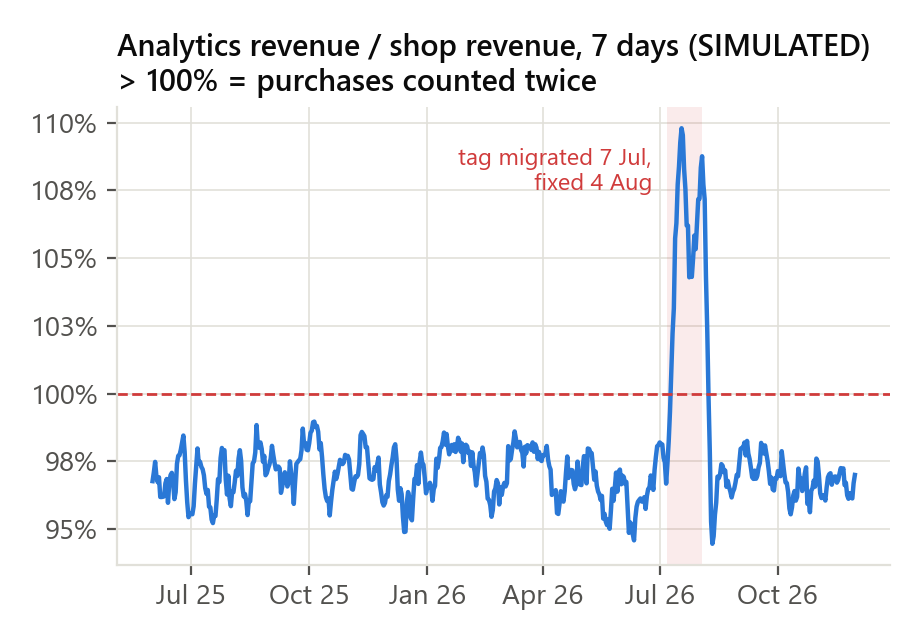 Analytics revenue / shop revenue, 7 days (SIMULATED)
> 100% = purchases counted twice
110%
108%
105%
103%
100%
98%
95%
tag migrated 7 Jul,
fixed 4 Aug
Jul 25
Oct 25
Jan 26
Apr 26
Jul 26
Oct 26